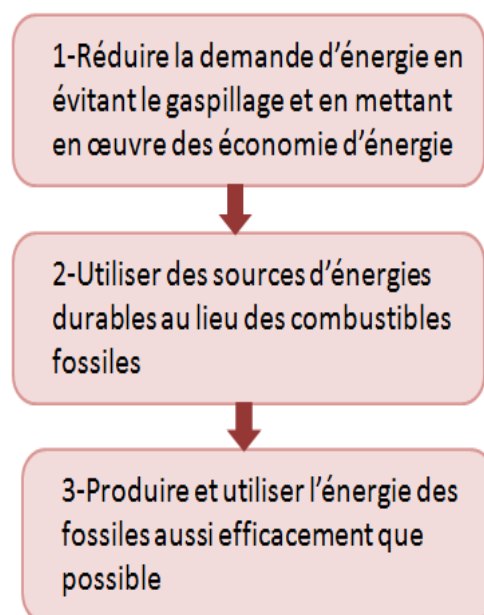 1-Réduire la demande d'énergie en
évitant le gaspillage et en mettant
en œuvre des économie d'énergie
2-Utiliser des sources d'énergies
durables au lieu des combustibles
fossiles
3-Produire et utiliser l'énergie des
fossiles aussi efficacement que
possible